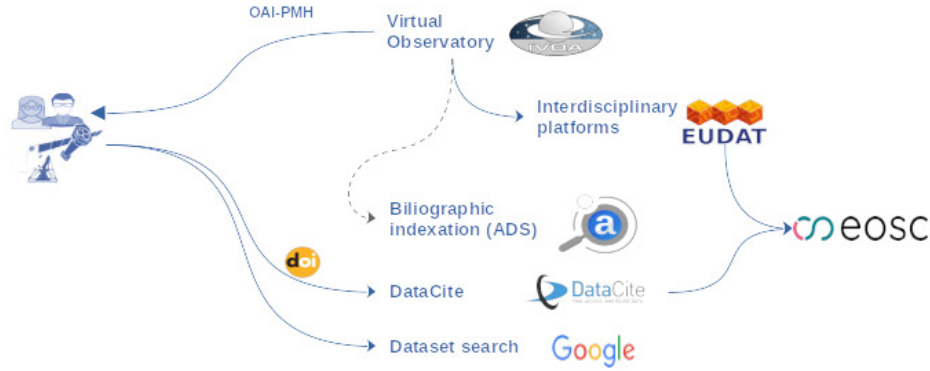 OAI-PMH
Virtual
Observatory
IVOA
Interdisciplinary
platforms
EUDAT
Biliographic
indexation (ADS)
a
eosc
doi
DataCite
DataCite
Dataset search
Google